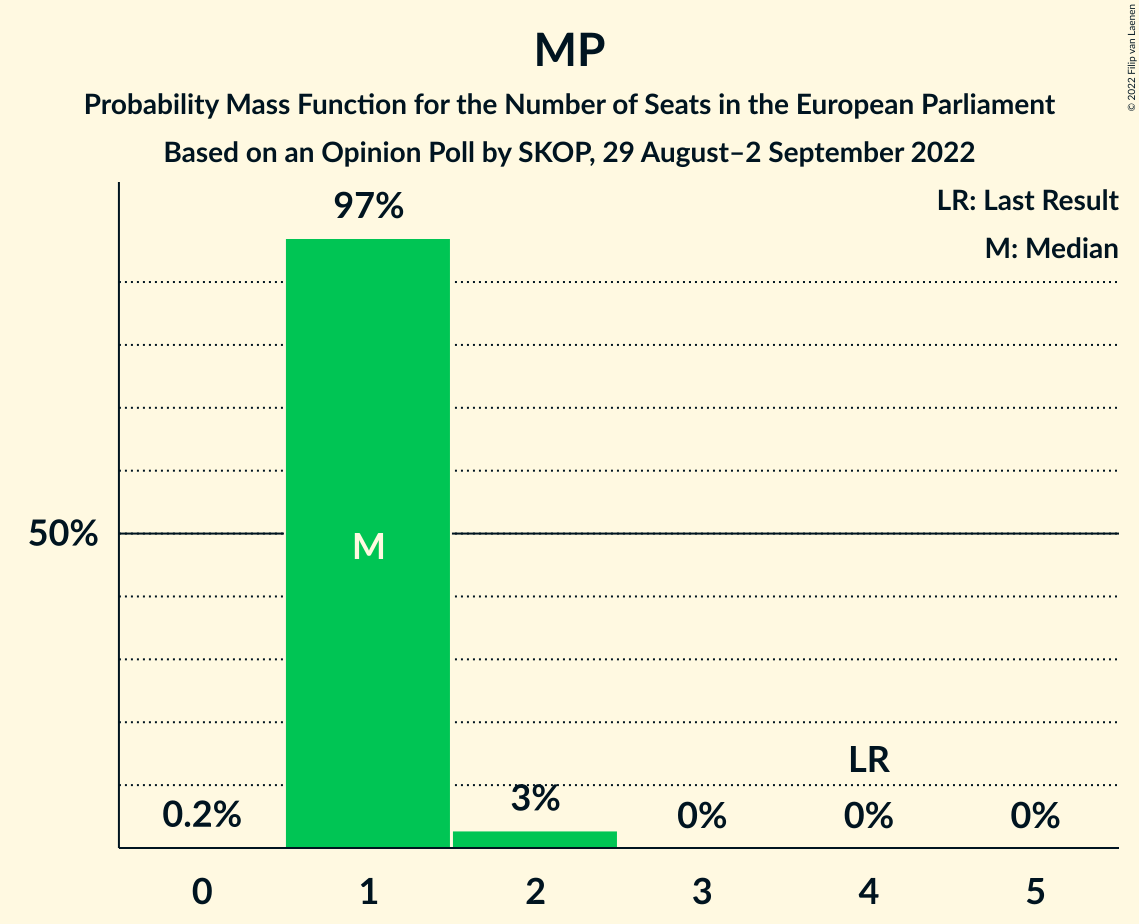 MP
Probability Mass Function for the Number of Seats in the European Parliament
Based on an Opinion Poll by SKOP, 29 August–2 September 2022
© 2022 Filip van Laenen
LR: Last Result
M: Median
97%
50%
M
LR
0.2%
3%
0%
0%
0%
0 1 2 3 4 5